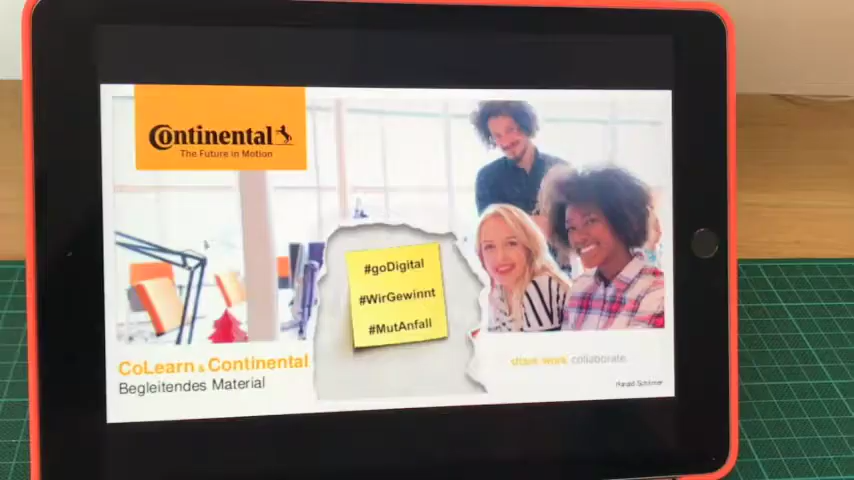 Continental
The Future in Motion
#goDigital
#WirGewinnt
#MutAnfall
CoLearn & Continental
Begleitendes Material
share. work. collaborate.
Harald Schirmer